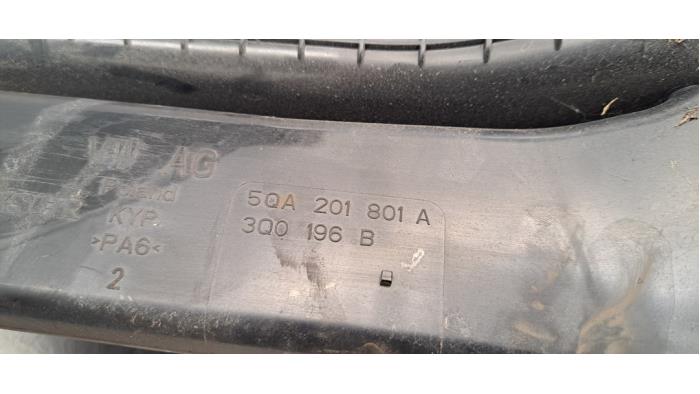 VW AG
Poland
KYP
>PA6<
2
5QA 201 801 A
3Q0 196 B